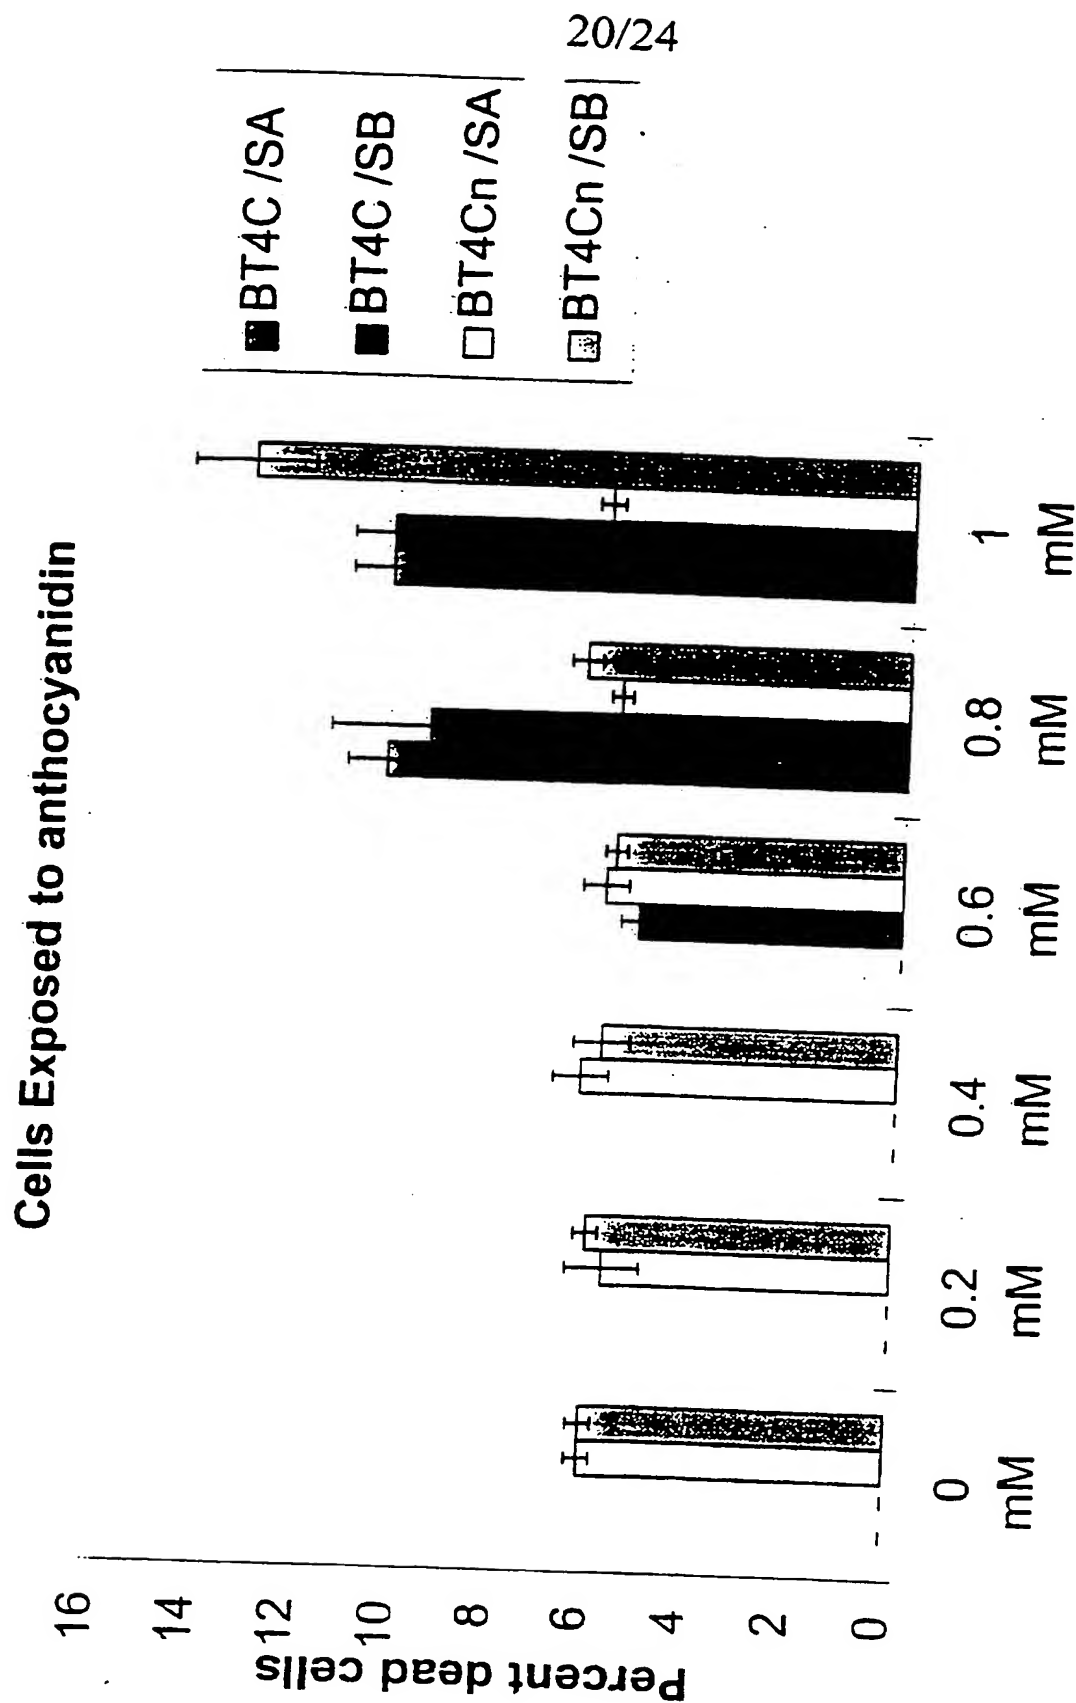 20/24
Cells Exposed to anthocyanidin
Percent dead cells
16
14
12
10
8
6
4
2
0
0 mM
0.2 mM
0.4 mM
0.6 mM
0.8 mM
1 mM
BT4C /SA
BT4C /SB
BT4Cn /SA
BT4Cn /SB